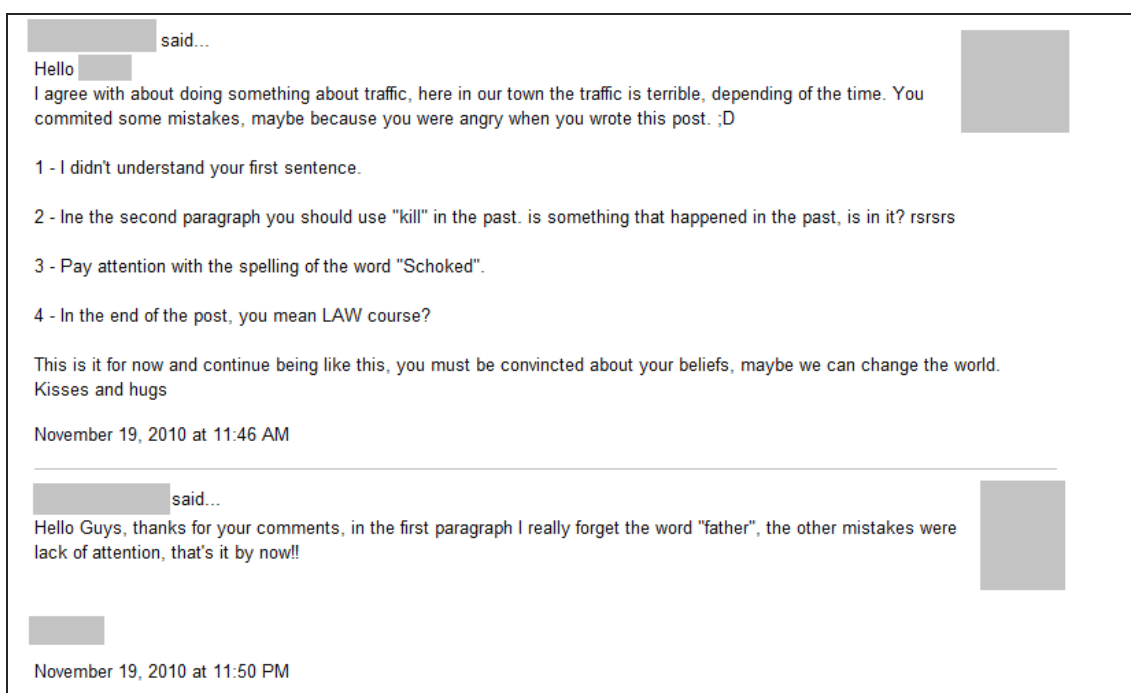 said...
Hello
I agree with about doing something about traffic, here in our town the traffic is terrible, depending of the time. You
commited some mistakes, maybe because you were angry when you wrote this post. ;D
1 - I didn't understand your first sentence.
2 - Ine the second paragraph you should use "kill" in the past. is something that happened in the past, is in it? rsrsrs
3 - Pay attention with the spelling of the word "Schoked".
4 - In the end of the post, you mean LAW course?
This is it for now and continue being like this, you must be convincted about your beliefs, maybe we can change the world.
Kisses and hugs
November 19, 2010 at 11:46 AM
said...
Hello Guys, thanks for your comments, in the first paragraph I really forget the word "father", the other mistakes were
lack of attention, that's it by now!!
November 19, 2010 at 11:50 PM